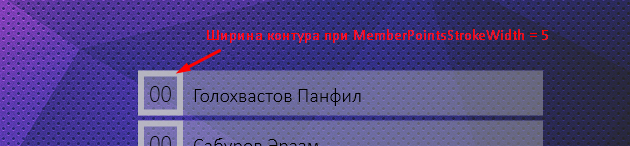 Ширина контура при MemberPointsStrokeWidth = 5
00 Голохвастов Панфил
00 Сабуров Эразм